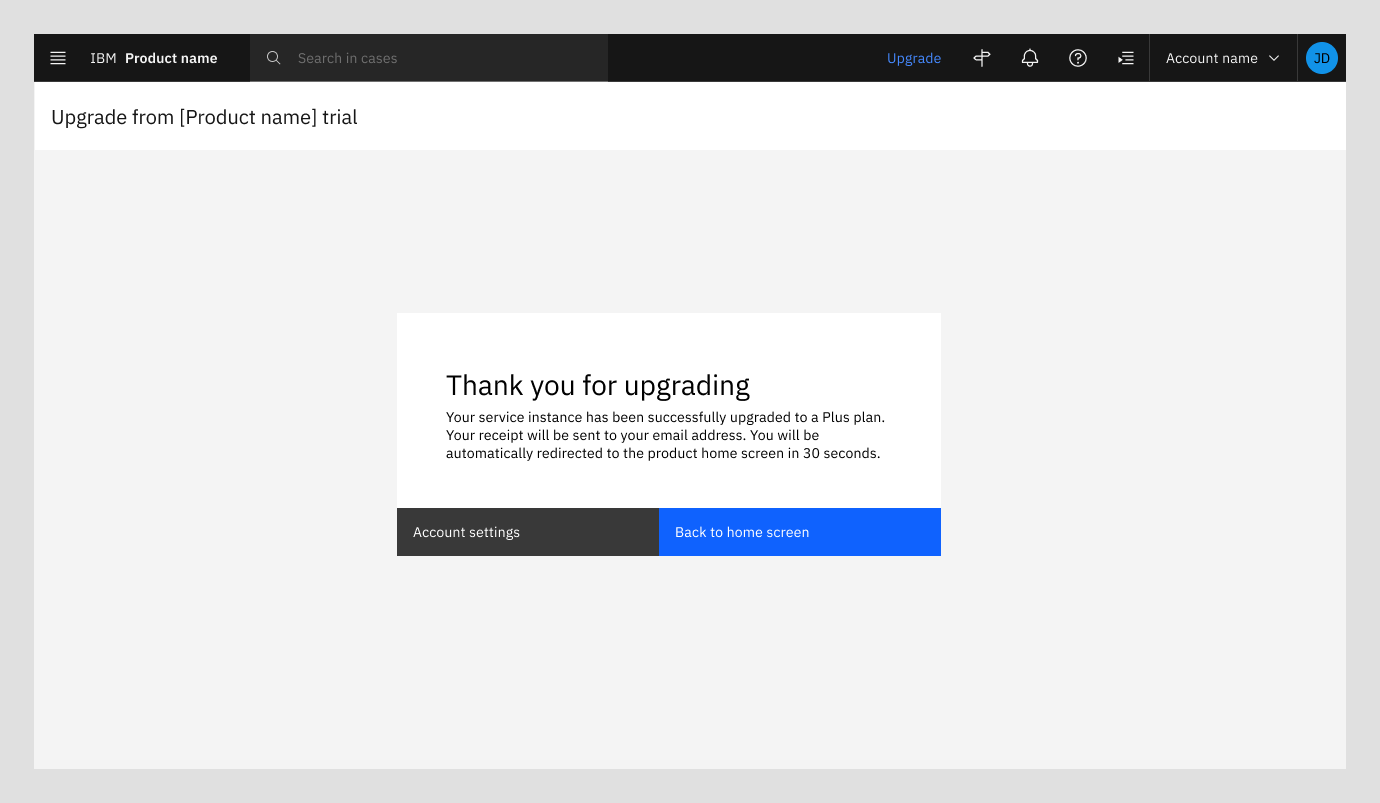 IBM Product name
Search in cases
Upgrade
Account name
JD
Upgrade from [Product name] trial
Thank you for upgrading
Your service instance has been successfully upgraded to a Plus plan.
Your receipt will be sent to your email address. You will be
automatically redirected to the product home screen in 30 seconds.
Account settings
Back to home screen